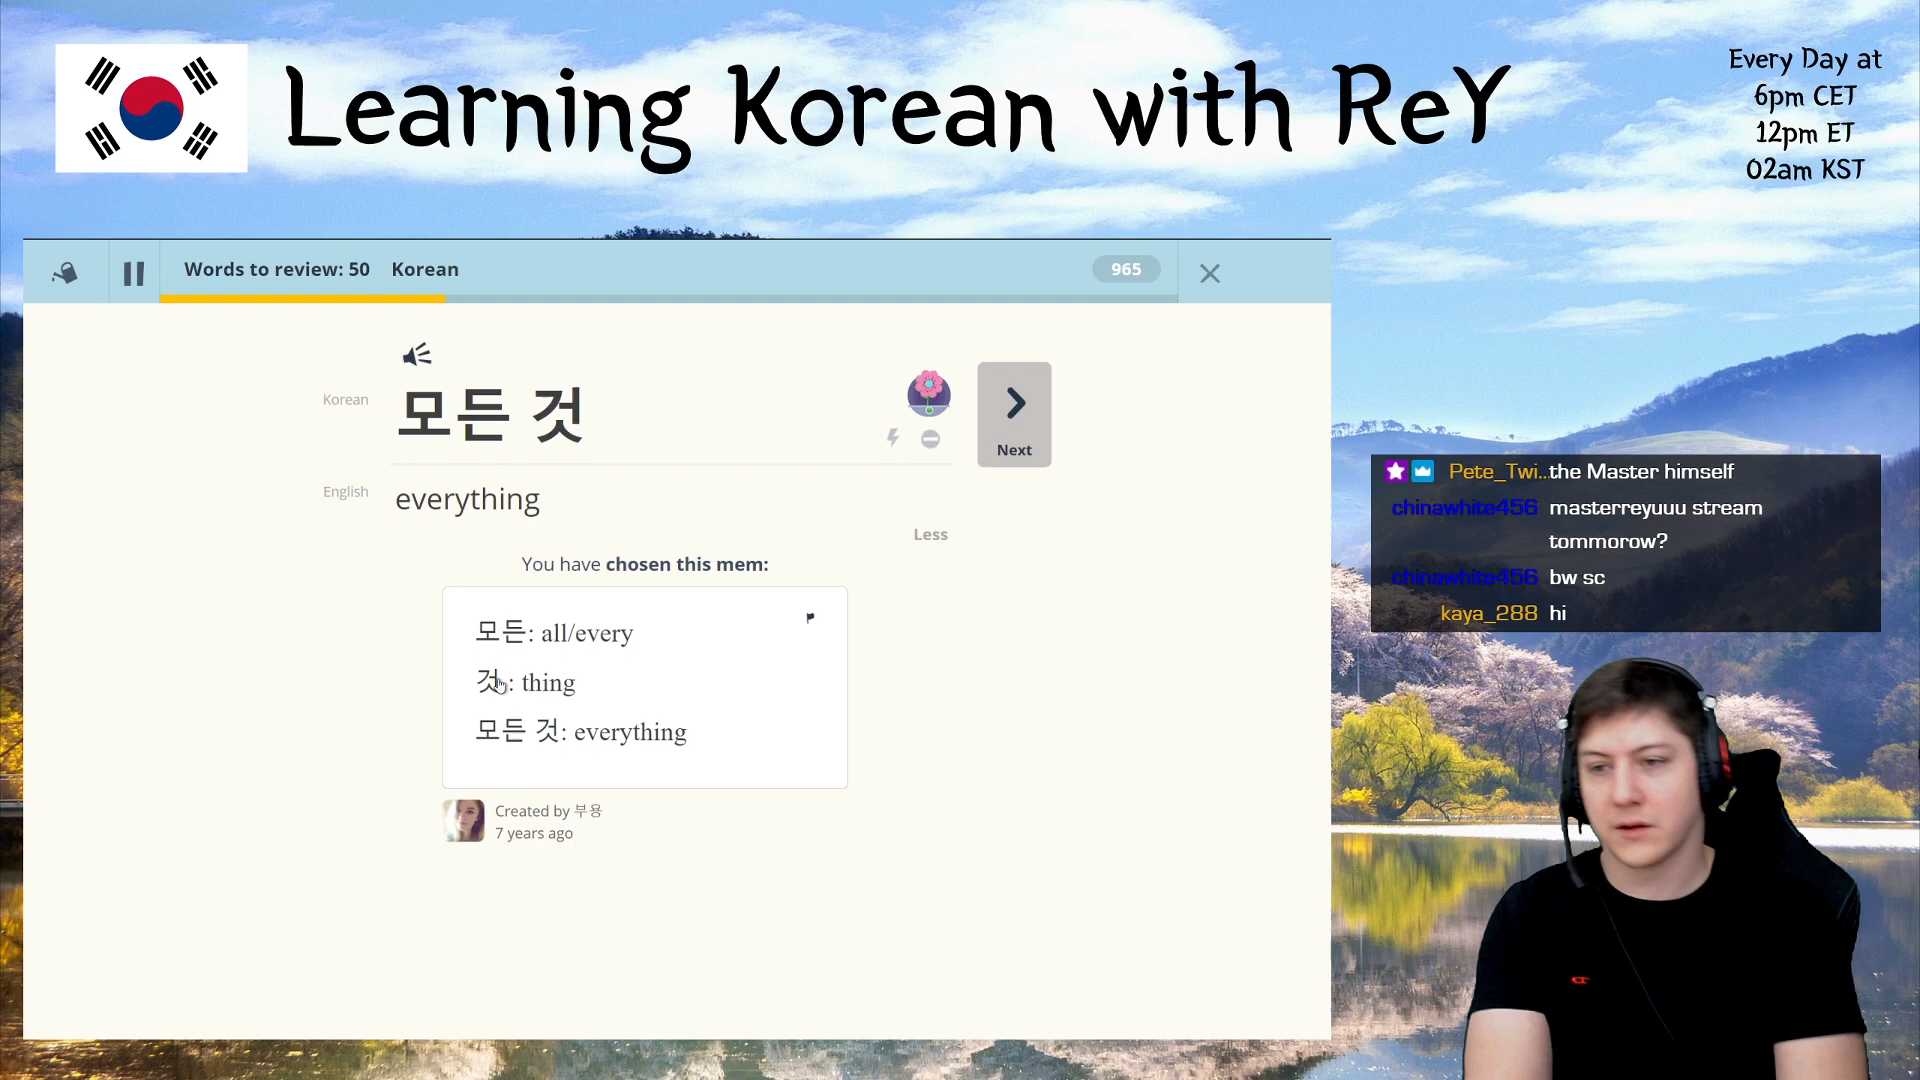 Learning Korean with ReY
Every Day at
6pm CET
12pm ET
02am KST
Words to review: 50 Korean
965
Korean
모든 것
Next
English
everything
Less
You have chosen this mem:
모든: all/every
것: thing
모든 것: everything
Created by 부용
7 years ago
Pete_Twi... the Master himself
chinawhite456 masterreyuuu stream
tommorow?
chinawhite456 bw sc
kaya_288 hi